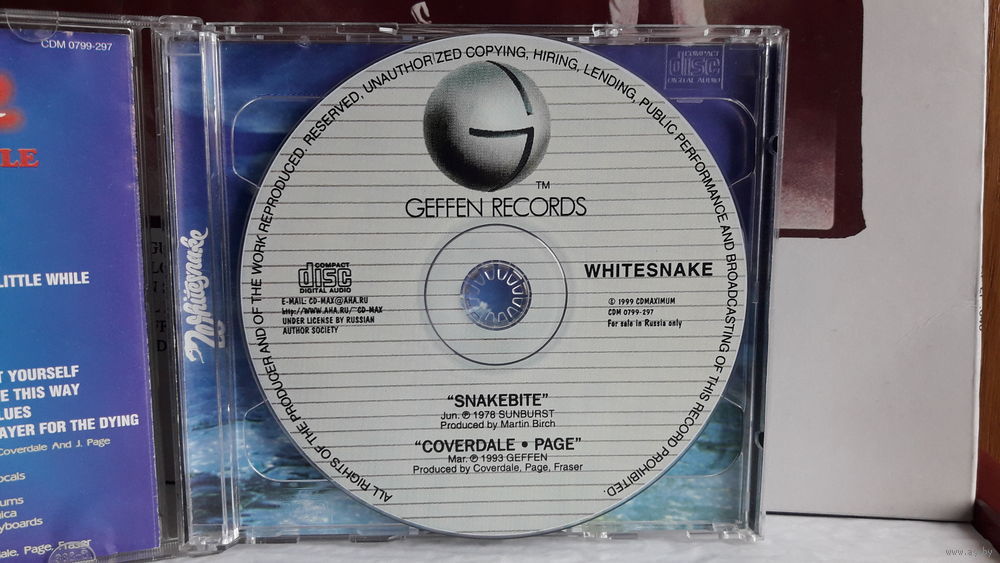 CDM 0799-297
LE
LITTLE WHILE
T YOURSELF
E THIS WAY
LUES
AYER FOR THE DYING
Coverdale And J. Page
ocals
ums
ica
yboards
dale, Page, Fraser
Whitesnake
ALL RIGHTS OF THE PRODUCER AND OF THE WORK REPRODUCED. RESERVED. UNAUTHORIZED COPYING, HIRING, LENDING, PUBLIC PERFORMANCE AND BROADCASTING OF THIS RECORD PROHIBITED.
TM
GEFFEN RECORDS
COMPACT
disc
DIGITAL AUDIO
E-MAIL: CD-MAX@AHA.RU
http://WWW.AHA.RU/~CD-MAX
UNDER LICENSE BY RUSSIAN
AUTHOR SOCIETY
WHITESNAKE
© 1999 CDMAXIMUM
CDM 0799-297
For sale in Russia only
"SNAKEBITE"
Jun. ℗ 1978 SUNBURST
Produced by Martin Birch
"COVERDALE • PAGE"
Mar. ℗ 1993 GEFFEN
Produced by Coverdale, Page, Fraser
COMPACT
disc
DIGITAL AUDIO
www.ay.by